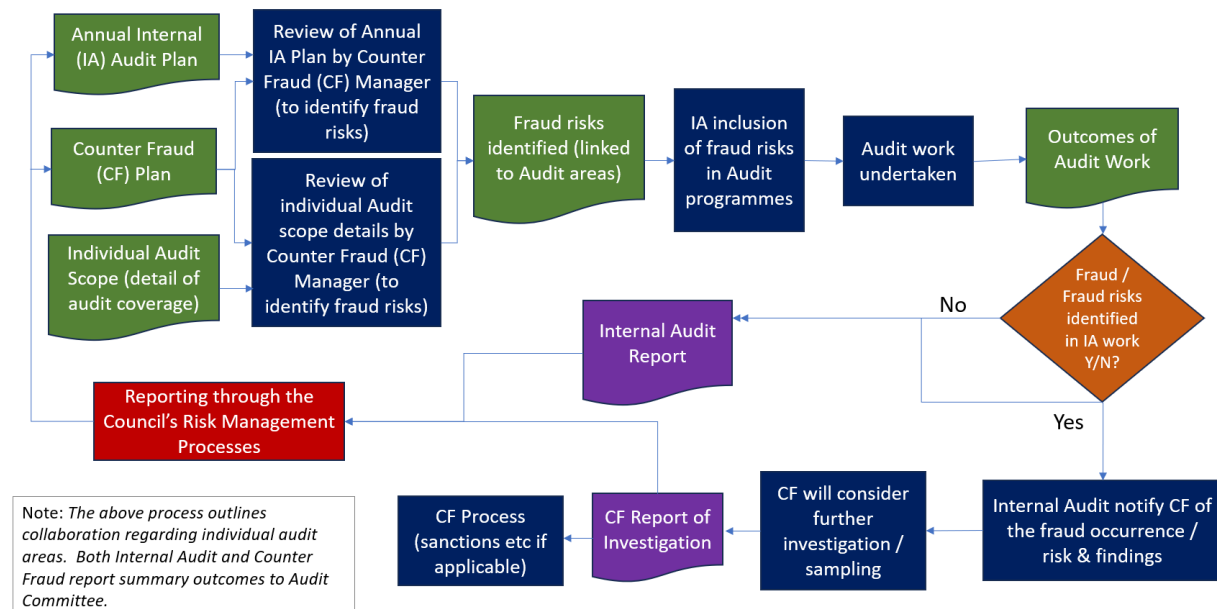 Annual Internal
(IA) Audit Plan
Review of Annual
IA Plan by Counter
Fraud (CF) Manager
(to identify fraud
risks)
Counter Fraud
(CF) Plan
Review of
individual Audit
scope details by
Counter Fraud (CF)
Manager (to
identify fraud risks)
Individual Audit
Scope (detail of
audit coverage)
Fraud risks
identified (linked
to Audit areas)
IA inclusion
of fraud risks
in Audit
programmes
Audit work
undertaken
Outcomes of
Audit Work
Fraud /
Fraud risks
identified
in IA work
Y/N?
No
Yes
Internal Audit
Report
Reporting through the
Council's Risk Management
Processes
Internal Audit notify CF of
the fraud occurrence /
risk & findings
CF will consider
further
investigation /
sampling
CF Report of
Investigation
CF Process
(sanctions etc if
applicable)
Note: The above process outlines
collaboration regarding individual audit
areas.  Both Internal Audit and Counter
Fraud report summary outcomes to Audit
Committee.